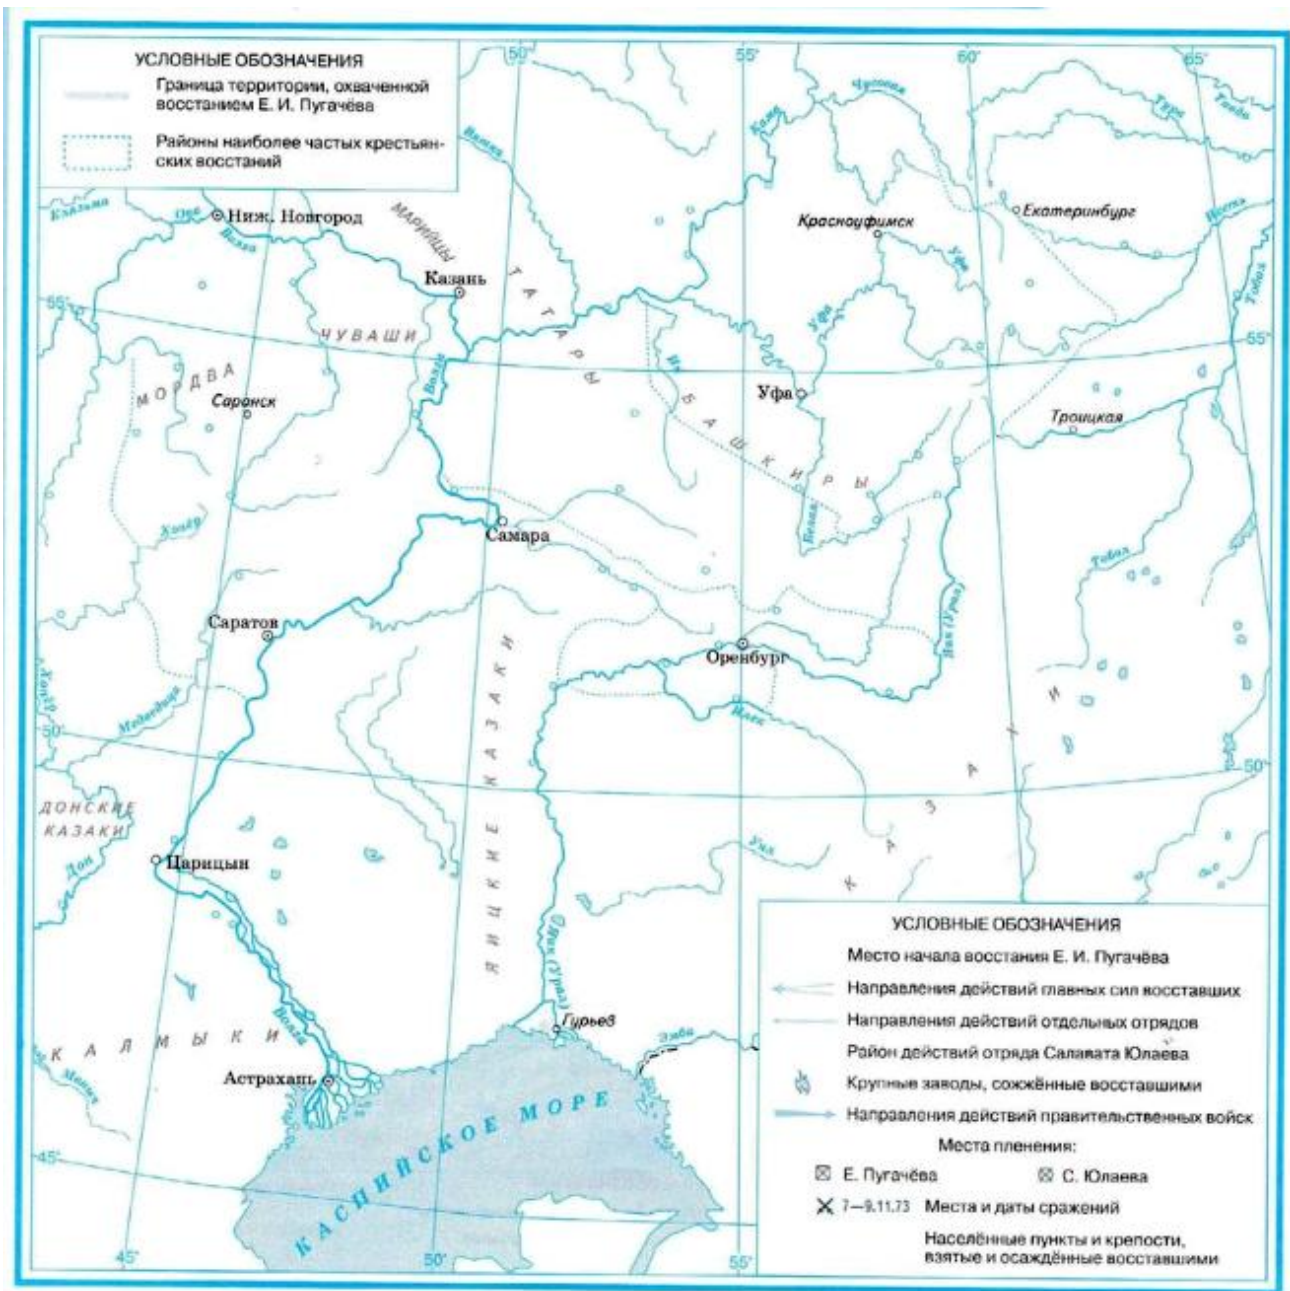 УСЛОВНЫЕ ОБОЗНАЧЕНИЯ
Граница территории, охваченной
восстанием Е. И. Пугачёва
Районы наиболее частых крестьян-
ских восстаний
50°
55°
60°
65°
Чусовая
Тура
Тавда
Кама
Вятка
Клязьма
Ока
Ниж. Новгород
Волга
МАРИЙЦЫ
Красноуфимск
Екатеринбург
Исеть
Уфа
Казань
ТАТАРЫ
Тобол
55°
Уфа
ЧУВАШИ
55°
Волга
Ик
МОРДВА
Уфа
Саранск
БАШКИРЫ
Троицкая
Хопёр
Белая
Самара
Тобол
Саратов
Яик (Урал)
Оренбург
Хопёр
Медведица
Илек
50°
50°
ЯИЦКИЕ КАЗАКИ
КАЗАХИ
ДОНСКИЕ
КАЗАКИ
Дон
Уил
Царицын
Яик (Урал)
Гурьев
Эмба
Волга
КАЛМЫКИ
Маныч
Астрахань
КАСПИЙСКОЕ МОРЕ
45°
45°
50°
55°
УСЛОВНЫЕ ОБОЗНАЧЕНИЯ
Место начала восстания Е. И. Пугачёва
Направления действий главных сил восставших
Направления действий отдельных отрядов
Район действий отряда Салавата Юлаева
Крупные заводы, сожжённые восставшими
Направления действий правительственных войск
Места пленения:
Е. Пугачёва С. Юлаева
7—9.11.73 Места и даты сражений
Населённые пункты и крепости,
взятые и осаждённые восставшими